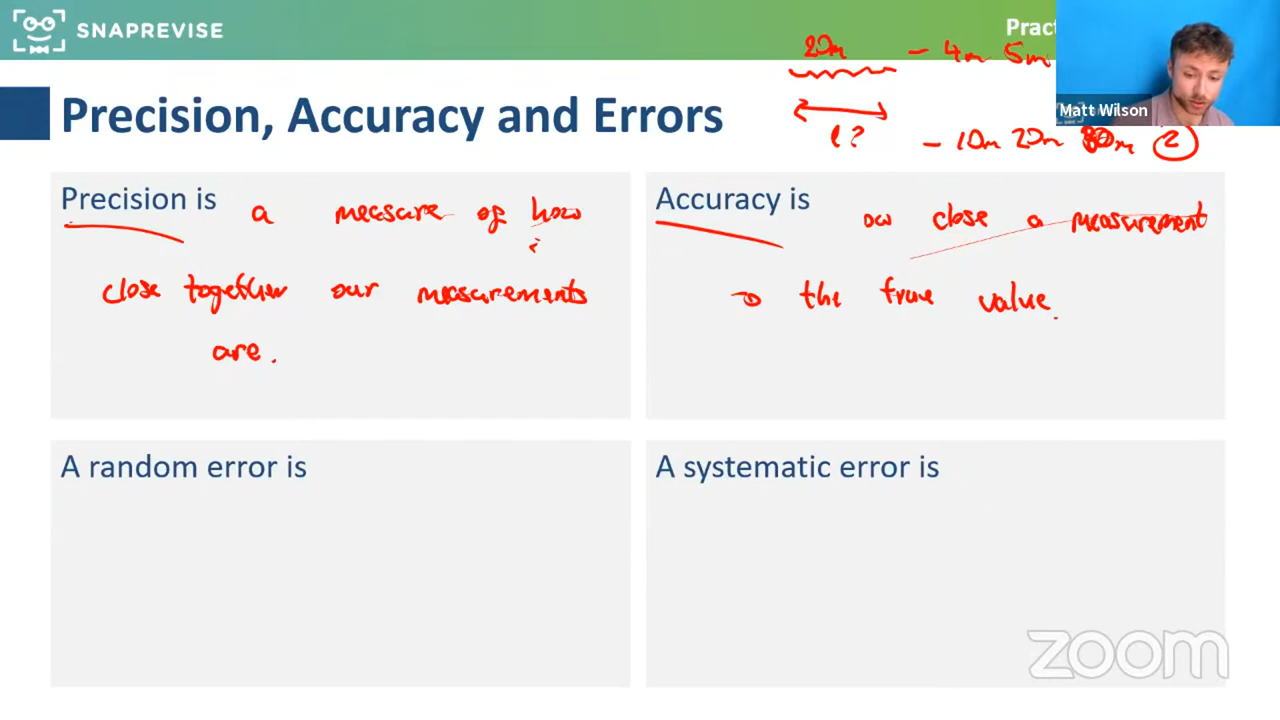 SNAPREVISE
Pract
20m - 4m 5m
Matt Wilson
l? - 10m 20m 30m 2
Precision, Accuracy and Errors
Precision is a measure of how
close together our measurements
are.
Accuracy is ow close a measurement
to the true value.
A random error is
A systematic error is
zoom